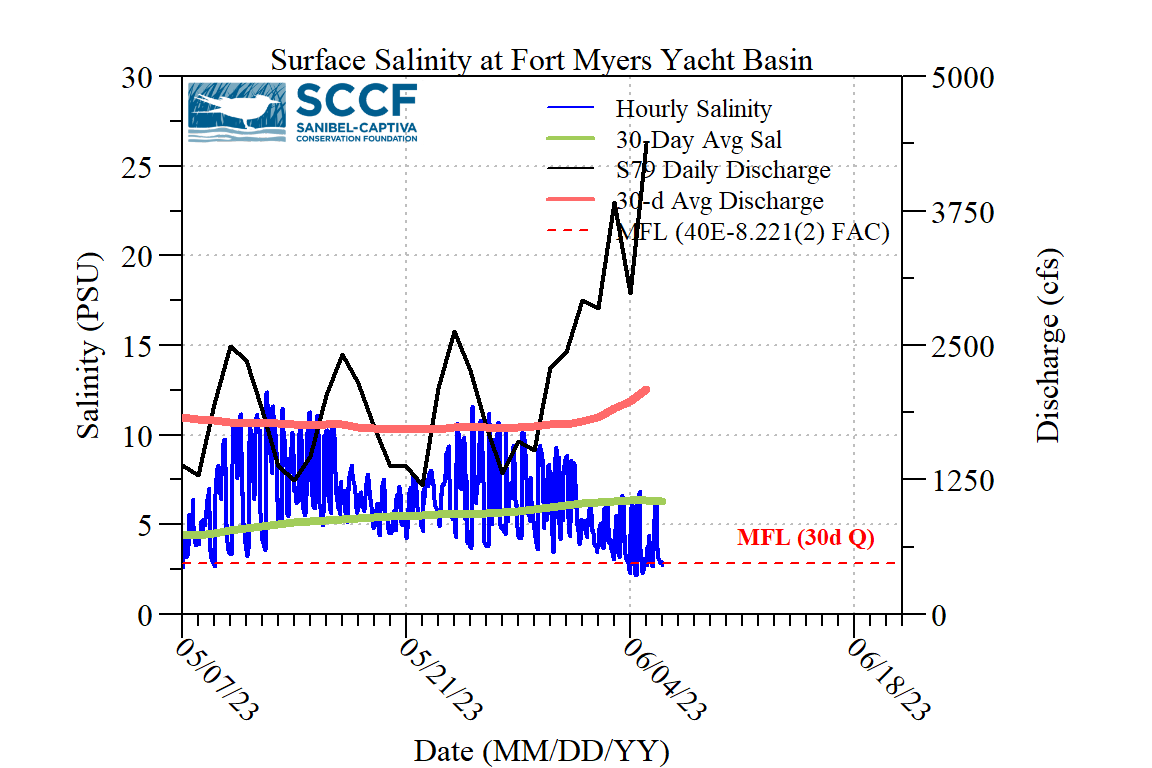 Surface Salinity at Fort Myers Yacht Basin
SCCF
SANIBEL-CAPTIVA
CONSERVATION FOUNDATION
Hourly Salinity
30-Day Avg Sal
S79 Daily Discharge
30-d Avg Discharge
MFL (40E-8.221(2) FAC)
30
25
20
15
10
5
0
Salinity (PSU)
5000
3750
2500
1250
0
Discharge (cfs)
MFL (30d Q)
05/07/23
05/21/23
06/04/23
06/18/23
Date (MM/DD/YY)